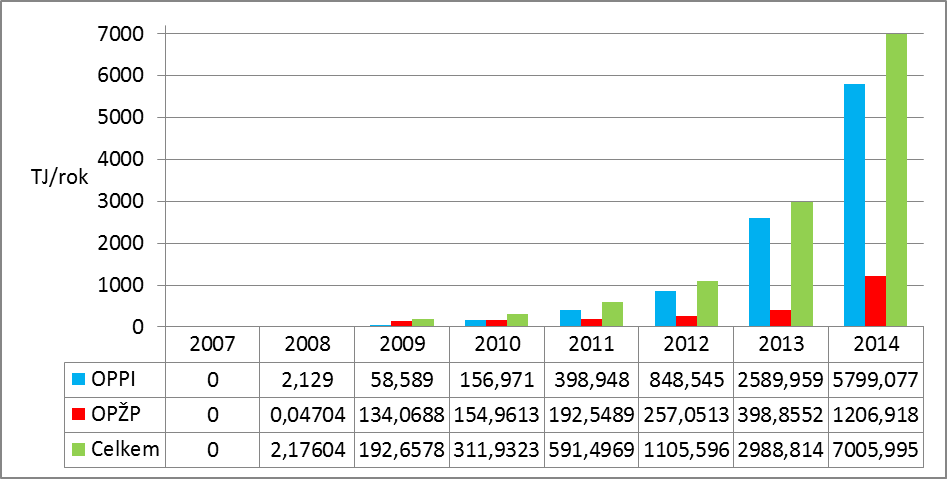 7000
6000
5000
4000
TJ/rok
3000
2000
1000
0
2007 2008 2009 2010 2011 2012 2013 2014
OPPI 0 2,129 58,589 156,971 398,948 848,545 2589,959 5799,077
OPŽP 0 0,04704 134,0688 154,9613 192,5489 257,0513 398,8552 1206,918
Celkem 0 2,17604 192,6578 311,9323 591,4969 1105,596 2988,814 7005,995